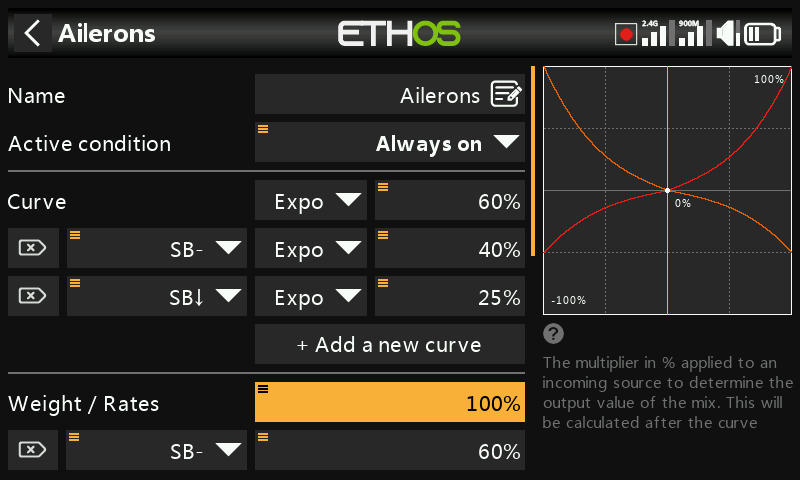 Ailerons
ETHOS
2.4G
900M
Name
Ailerons
Active condition
Always on
Curve
Expo
60%
SB-
Expo
40%
SB↓
Expo
25%
+ Add a new curve
Weight / Rates
100%
SB-
60%
100%
0%
-100%
?
The multiplier in % applied to an
incoming source to determine the
output value of the mix. This will
be calculated after the curve